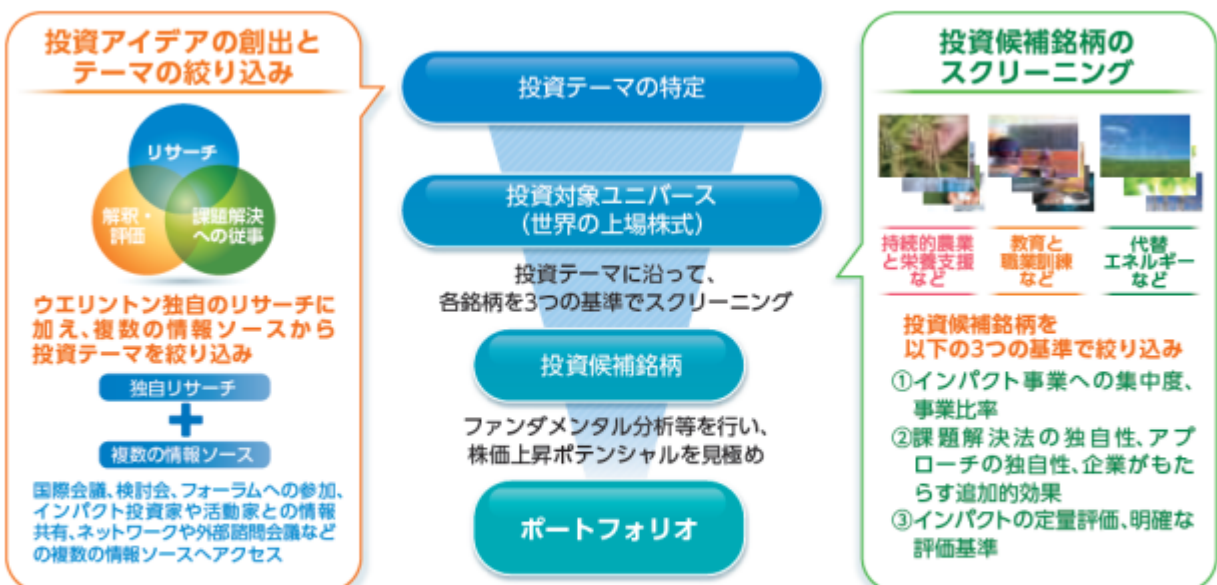 投資アイデアの創出と
テーマの絞り込み
リサーチ
解釈・
評価
課題解決
への従事
ウエリントン独自のリサーチに
加え、複数の情報ソースから
投資テーマを絞り込み
独自リサーチ
+
複数の情報ソース
国際会議、検討会、フォーラムへの参加、
インパクト投資家や活動家との情報
共有、ネットワークや外部諮問会議など
の複数の情報ソースへアクセス
投資テーマの特定
投資対象ユニバース
（世界の上場株式）
投資テーマに沿って、
各銘柄を3つの基準でスクリーニング
投資候補銘柄
ファンダメンタル分析等を行い、
株価上昇ポテンシャルを見極め
ポートフォリオ
投資候補銘柄の
スクリーニング
持続的農業
と栄養支援
など
教育と
職業訓練
など
代替
エネルギー
など
投資候補銘柄を
以下の3つの基準で絞り込み
①インパクト事業への集中度、
事業比率
②課題解決法の独自性、アプ
ローチの独自性、企業がもた
らす追加的効果
③インパクトの定量評価、明確な
評価基準